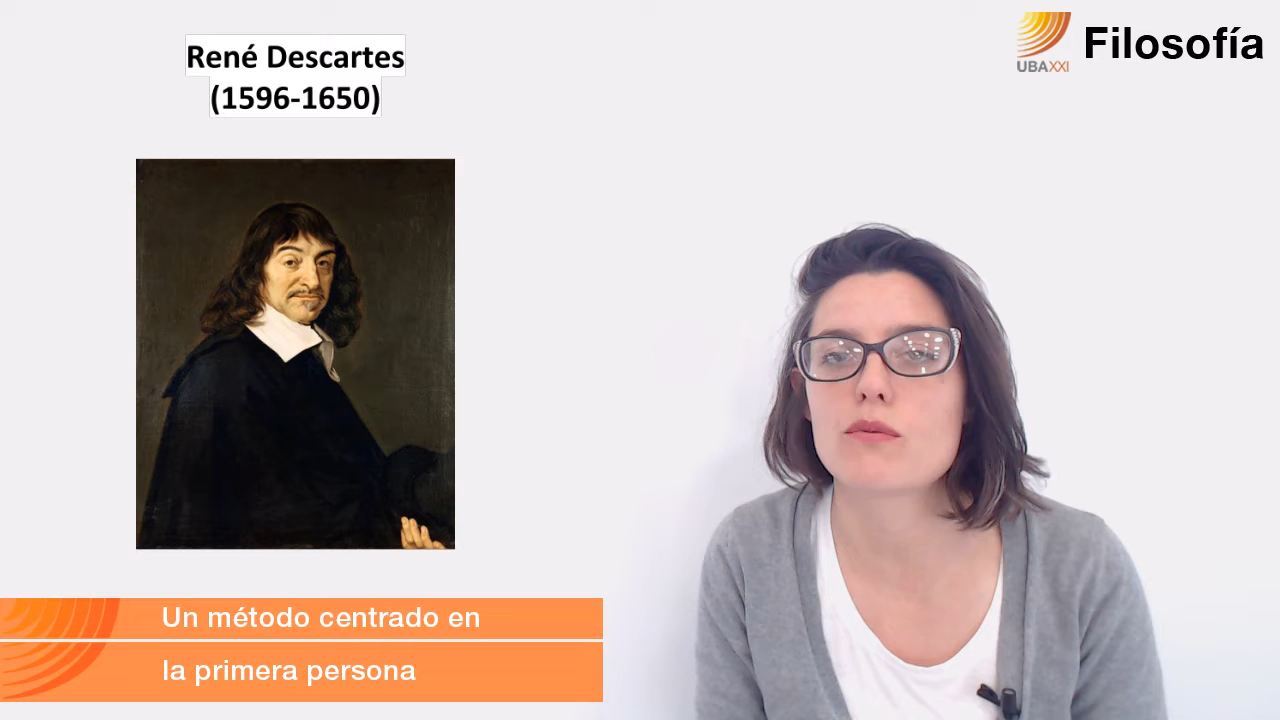 René Descartes
(1596-1650)
UBAXXI
Filosofía
Un método centrado en
la primera persona